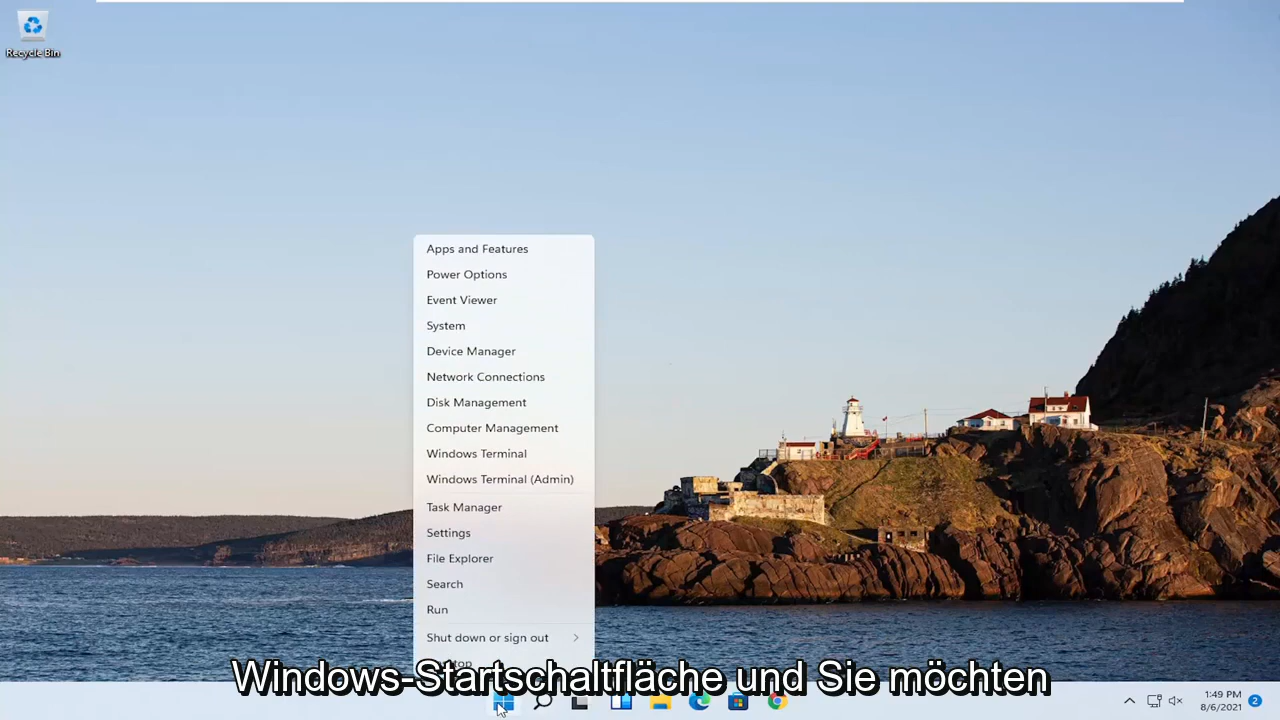 Recycle Bin
Apps and Features
Power Options
Event Viewer
System
Device Manager
Network Connections
Disk Management
Computer Management
Windows Terminal
Windows Terminal (Admin)
Task Manager
Settings
File Explorer
Search
Run
Shut down or sign out
Windows-Startschaltfläche und Sie möchten
1:49 PM
8/6/2021
2